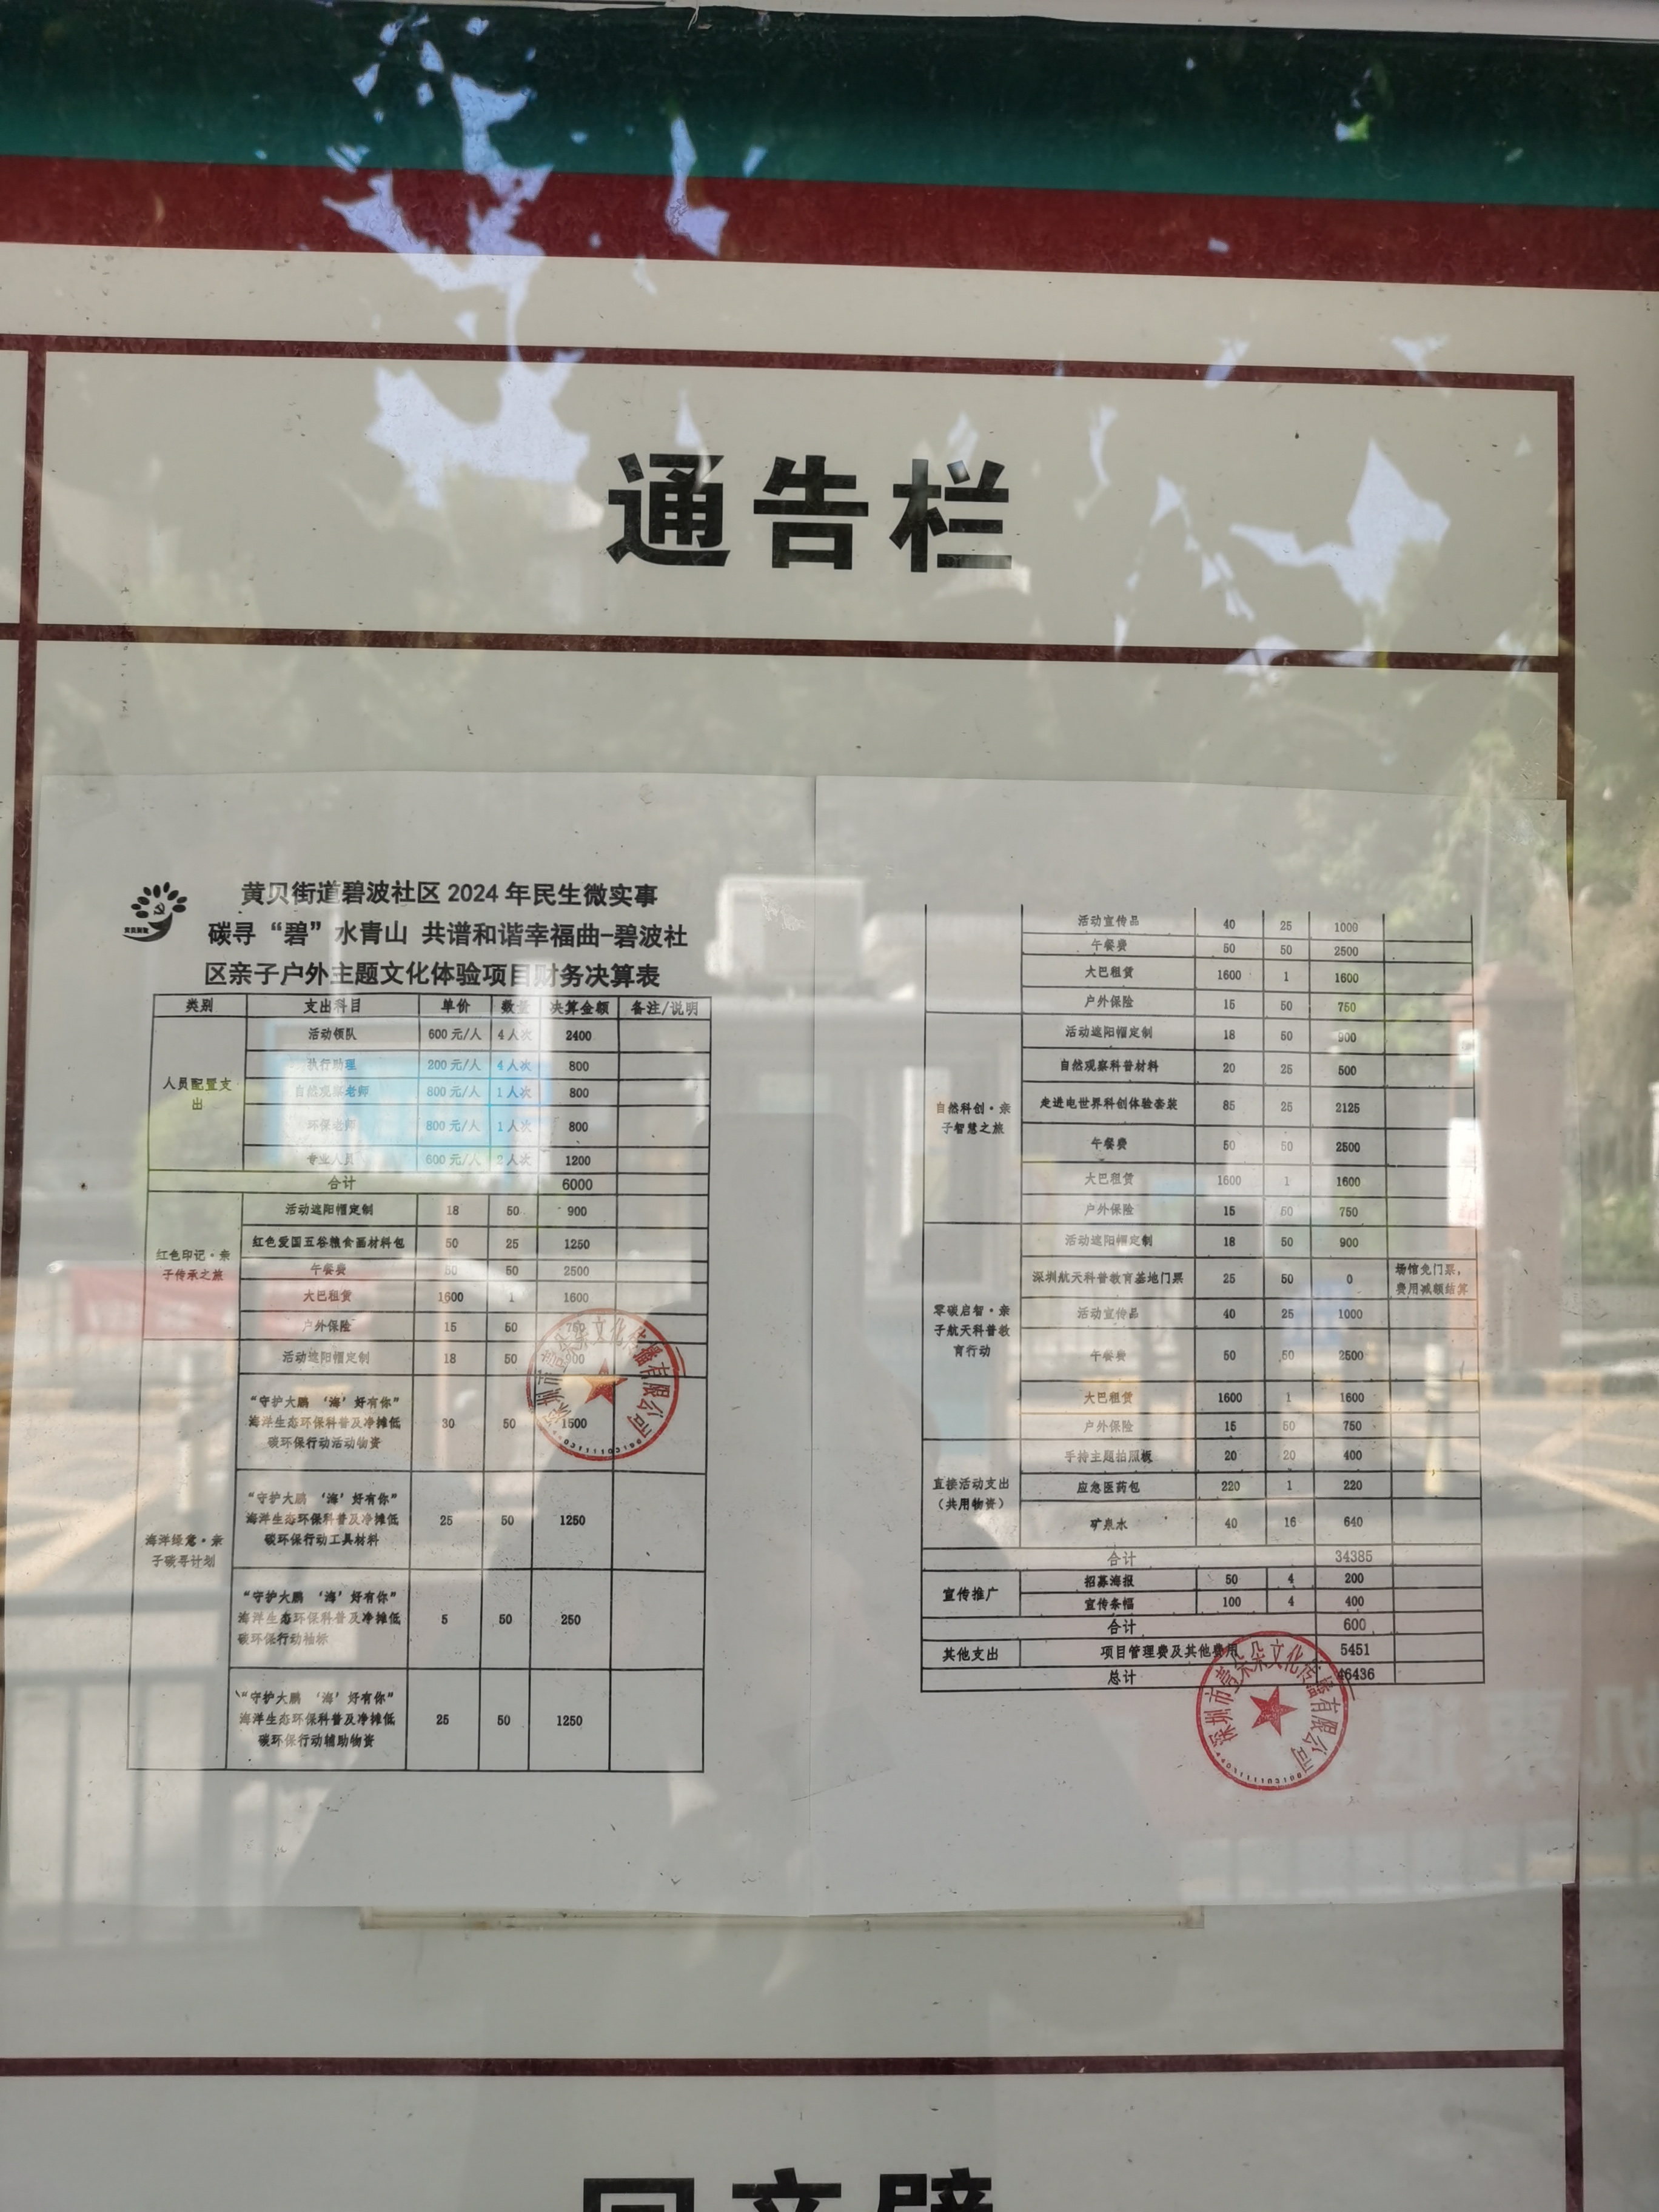 通告栏
黄贝街道碧波社区 2024 年民生微实事
碳寻“碧”水青山 共谱和谐幸福曲-碧波社
区亲子户外主题文化体验项目财务决算表
类别 支出科目 单价 数量 决算金额 备注/说明
人员配置支
出
活动领队 600 元/人 4 人次 2400
执行助理 200 元/人 4 人次 800
自然观察老师 800 元/人 1 人次 800
环保老师 800 元/人 1 人次 800
专业人员 600 元/人 2 人次 1200
合计 6000
红色印记·亲
子传承之旅
活动遮阳帽定制 18 50 900
红色爱国五谷粮食画材料包 50 25 1250
午餐费 50 50 2500
大巴租赁 1600 1 1600
户外保险 15 50 750
海洋绿意·亲
子碳寻计划
活动遮阳帽定制 18 50 900
“守护大鹏 ‘海’好有你”
海洋生态环保科普及净摊低
碳环保行动活动物资 30 50 1500
“守护大鹏 ‘海’好有你”
海洋生态环保科普及净摊低
碳环保行动工具材料 25 50 1250
“守护大鹏 ‘海’好有你”
海洋生态环保科普及净摊低
碳环保行动袖标 5 50 250
“守护大鹏 ‘海’好有你”
海洋生态环保科普及净摊低
碳环保行动辅助物资 25 50 1250
活动宣传品 40 25 1000
午餐费 50 50 2500
大巴租赁 1600 1 1600
户外保险 15 50 750
自然科创·亲
子智慧之旅
活动遮阳帽定制 18 50 900
自然观察科普材料 20 25 500
走进电世界科创体验套装 85 25 2125
午餐费 50 50 2500
大巴租赁 1600 1 1600
户外保险 15 50 750
零碳启智·亲
子航天科普教
育行动
活动遮阳帽定制 18 50 900
深圳航天科普教育基地门票 25 50 0 场馆免门票，
费用减额结算
活动宣传品 40 25 1000
午餐费 50 50 2500
大巴租赁 1600 1 1600
户外保险 15 50 750
直接活动支出
（共用物资）
手持主题拍照板 20 20 400
应急医药包 220 1 220
矿泉水 40 16 640
合计 34385
宣传推广
招募海报 50 4 200
宣传条幅 100 4 400
合计 600
其他支出 项目管理费及其他费用 5451
总计 46436